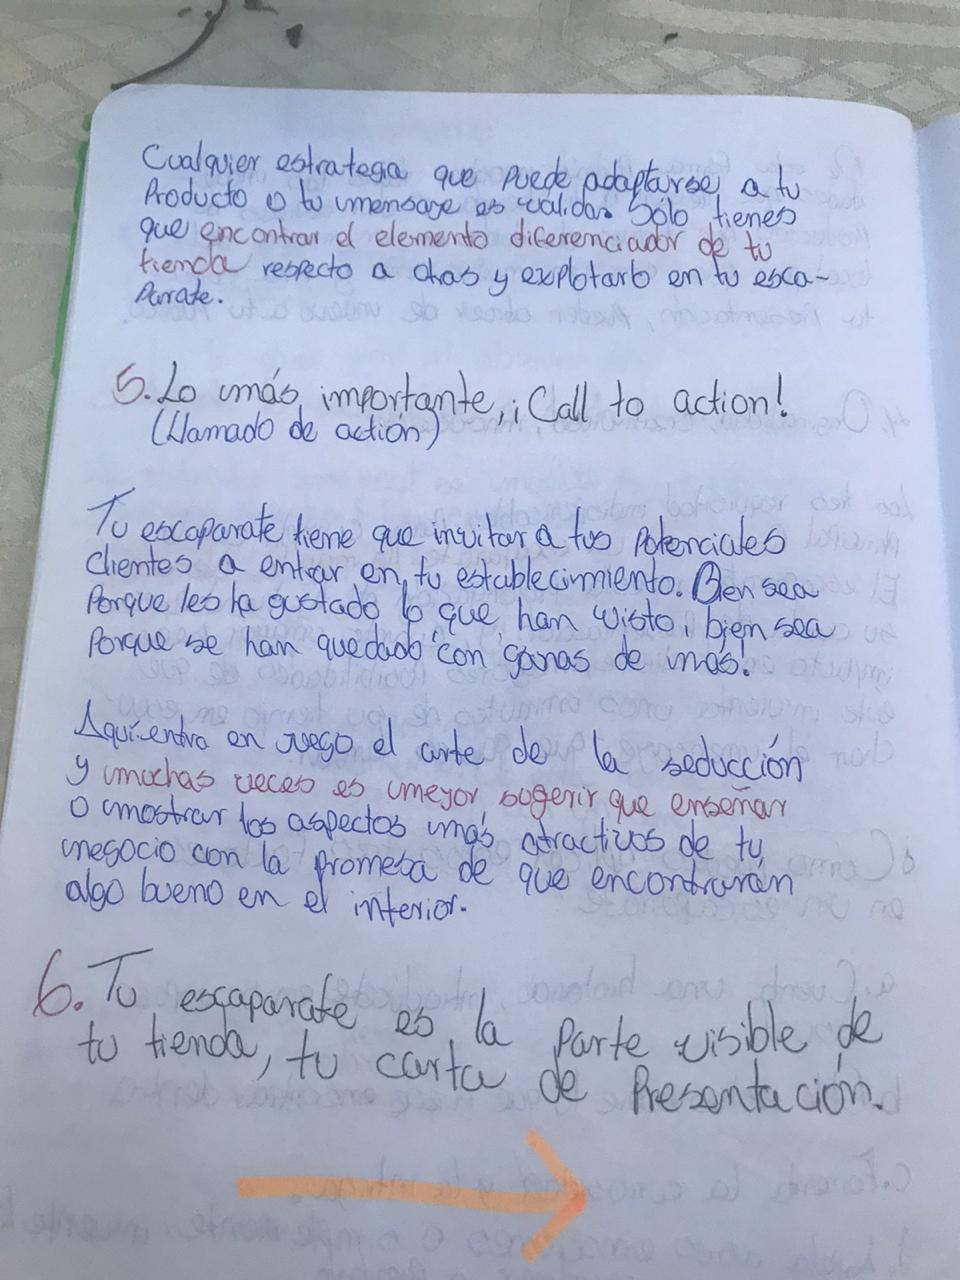 Cualquier estratega que puede adaptarse a tu
Producto o tu mensaje es valida. Sólo tienes
que encontrar el elemento diferenciador de tu
tienda respecto a otras y explotarlo en tu esca-
Parate.
5. Lo más importante, ¡Call to action!
(Llamado de acción)
Tu escaparate tiene que invitar a tus Potenciales
Clientes a entrar en tu establecimiento. Bien sea
Porque les ha gustado lo que han visto, bien sea
Porque se han quedado "con ganas de más!
Aquí entra en juego el arte de la seducción
y muchas veces es mejor sugerir que enseñar
o mostrar los aspectos más atractivos de tu
negocio con la promesa de que encontrarán
algo bueno en el interior.
6. Tu escaparate es la Parte visible de
tu tienda, tu carta de Presentación.